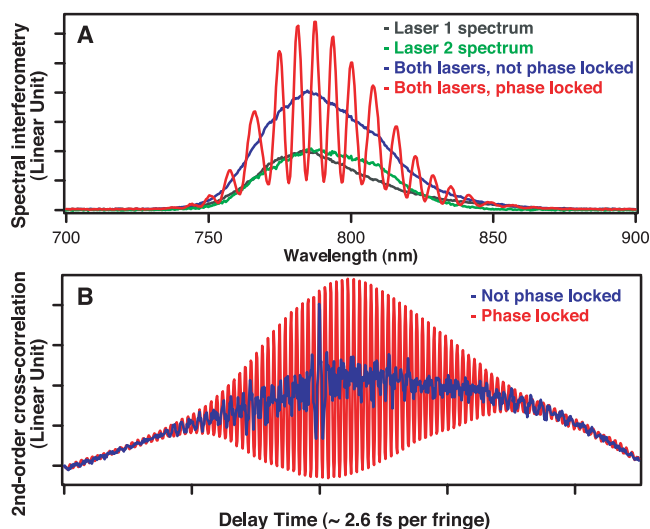 A
- Laser 1 spectrum
- Laser 2 spectrum
- Both lasers, not phase locked
- Both lasers, phase locked
Spectral interferometry
(Linear Unit)
700
750
800
850
900
Wavelength (nm)
B
- Not phase locked
- Phase locked
2nd-order cross-correlation
(Linear Unit)
Delay Time (~ 2.6 fs per fringe)